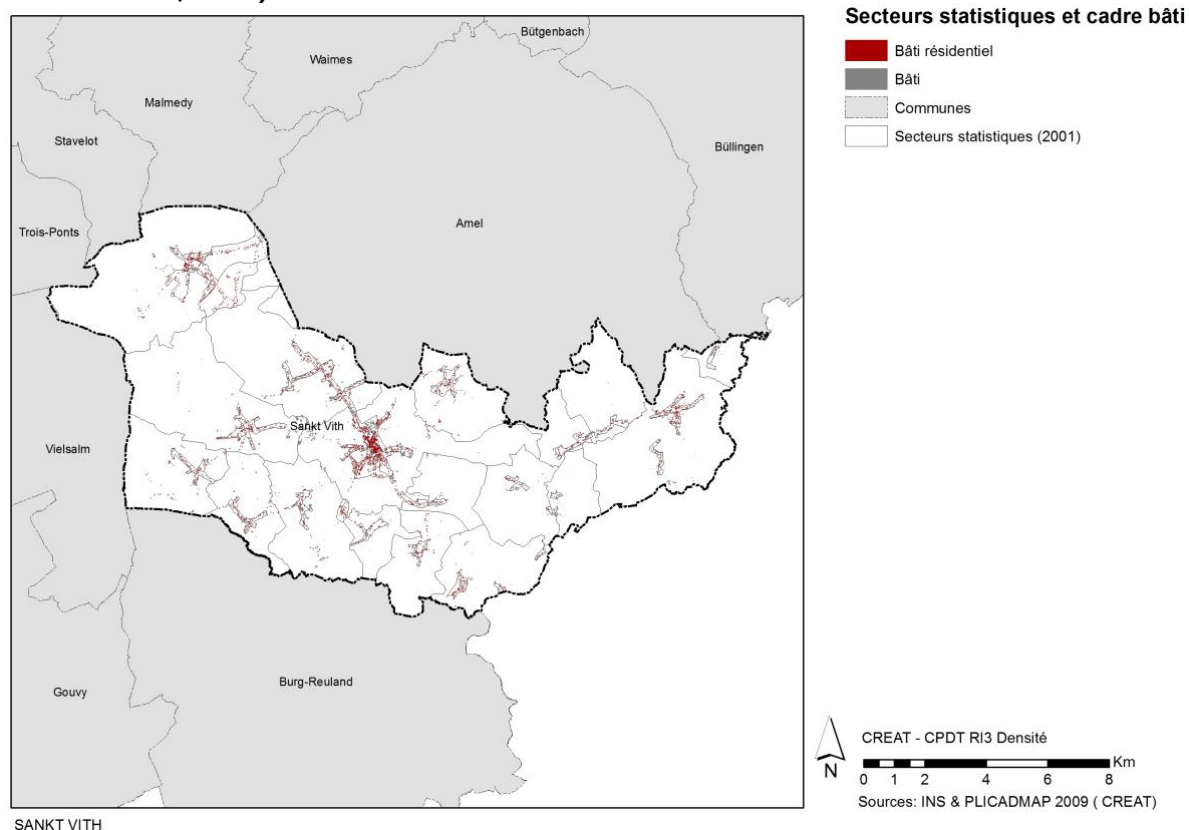 Secteurs statistiques et cadre bâti
Bâti résidentiel
Bâti
Communes
Secteurs statistiques (2001)
Bütgenbach
Waimes
Malmedy
Stavelot
Büllingen
Amel
Trois-Ponts
Sankt Vith
Vielsalm
Burg-Reuland
Gouvy
CREAT - CPDT RI3 Densité
Km
0 1 2 4 6 8
N
Sources: INS & PLICADMAP 2009 ( CREAT)
SANKT VITH